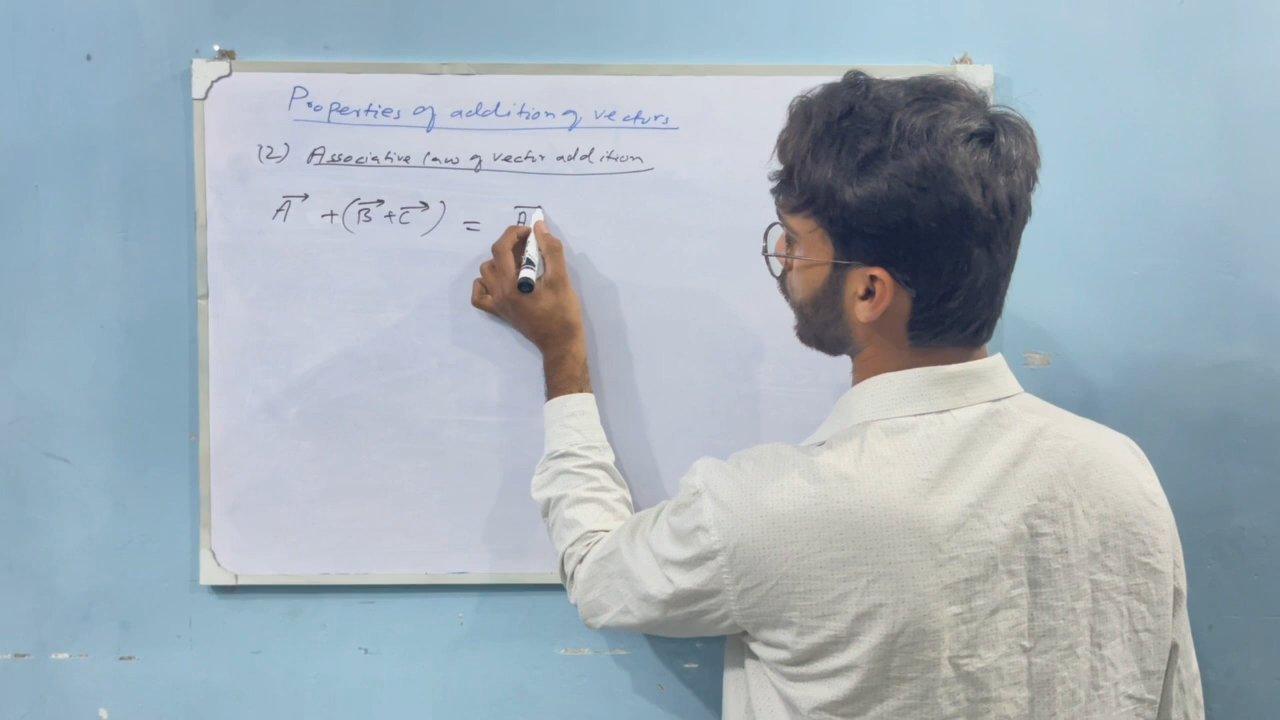 Properties of addition of vectors
(2) Associative law of vector addition
A⃗ + (B⃗ + C⃗) = A⃗